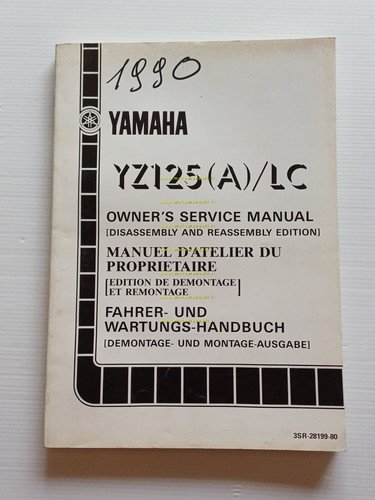 1990
YAMAHA
YZ125(A)/LC
OWNER'S SERVICE MANUAL
[DISASSEMBLY AND REASSEMBLY EDITION]
MANUEL D'ATELIER DU
PROPRIETAIRE
[EDITION DE DEMONTAGE
ET REMONTAGE]
FAHRER- UND
WARTUNGS-HANDBUCH
[DEMONTAGE- UND MONTAGE-AUSGABE]
3SR-28199-80